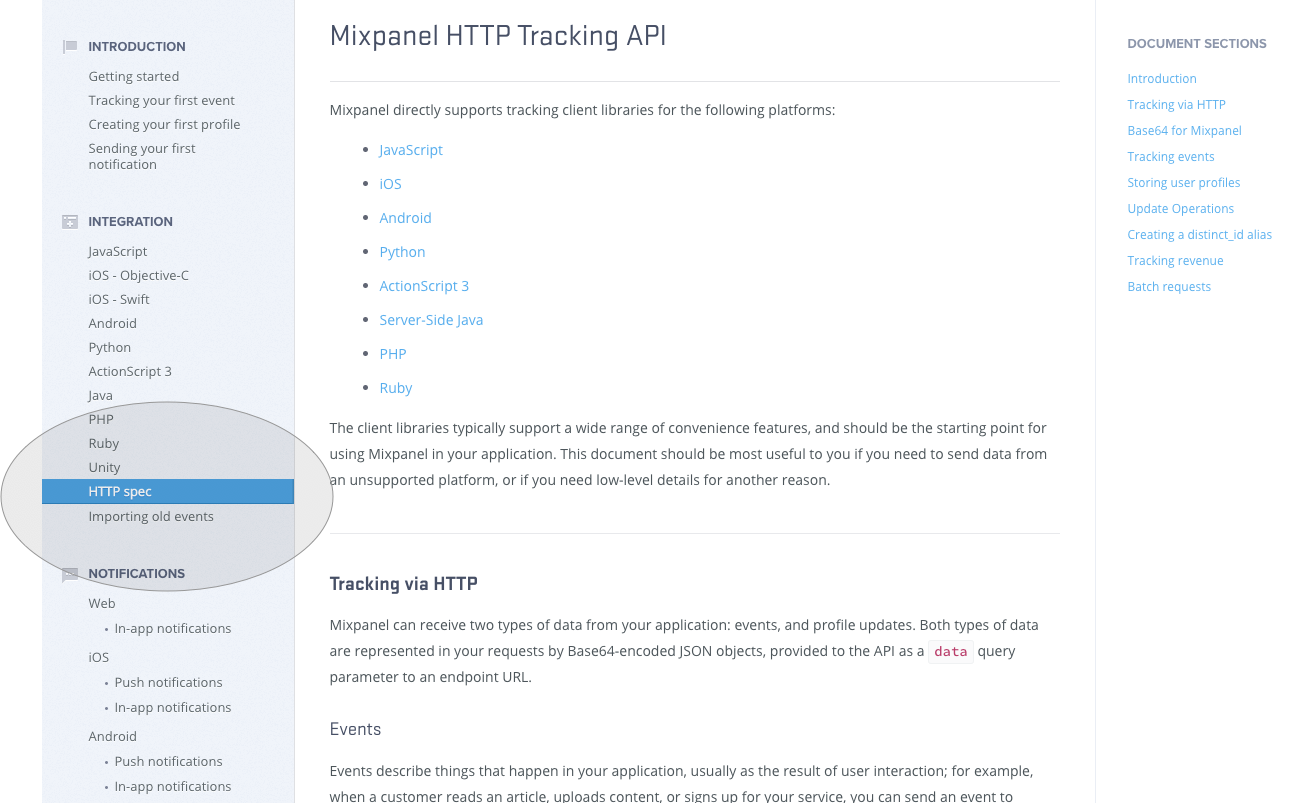 INTRODUCTION
Getting started
Tracking your first event
Creating your first profile
Sending your first
notification
INTEGRATION
JavaScript
iOS - Objective-C
iOS - Swift
Android
Python
ActionScript 3
Java
PHP
Ruby
Unity
HTTP spec
Importing old events
NOTIFICATIONS
Web
• In-app notifications
iOS
• Push notifications
• In-app notifications
Android
• Push notifications
• In-app notifications
Mixpanel HTTP Tracking API
Mixpanel directly supports tracking client libraries for the following platforms:
• JavaScript
• iOS
• Android
• Python
• ActionScript 3
• Server-Side Java
• PHP
• Ruby
The client libraries typically support a wide range of convenience features, and should be the starting point for
using Mixpanel in your application. This document should be most useful to you if you need to send data from
an unsupported platform, or if you need low-level details for another reason.
Tracking via HTTP
Mixpanel can receive two types of data from your application: events, and profile updates. Both types of data
are represented in your requests by Base64-encoded JSON objects, provided to the API as a data query
parameter to an endpoint URL.
Events
Events describe things that happen in your application, usually as the result of user interaction; for example,
when a customer reads an article, uploads content, or signs up for your service, you can send an event to
DOCUMENT SECTIONS
Introduction
Tracking via HTTP
Base64 for Mixpanel
Tracking events
Storing user profiles
Update Operations
Creating a distinct_id alias
Tracking revenue
Batch requests